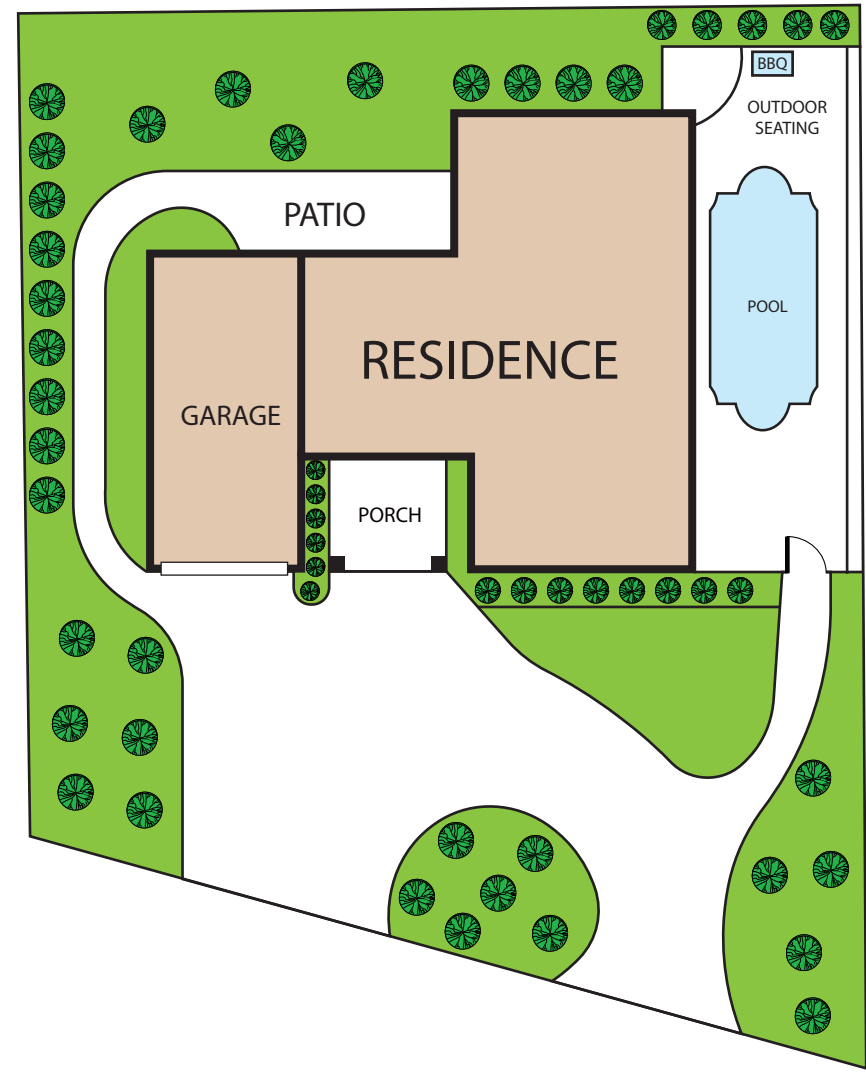 BBQ
OUTDOOR
SEATING
PATIO
POOL
RESIDENCE
GARAGE
PORCH